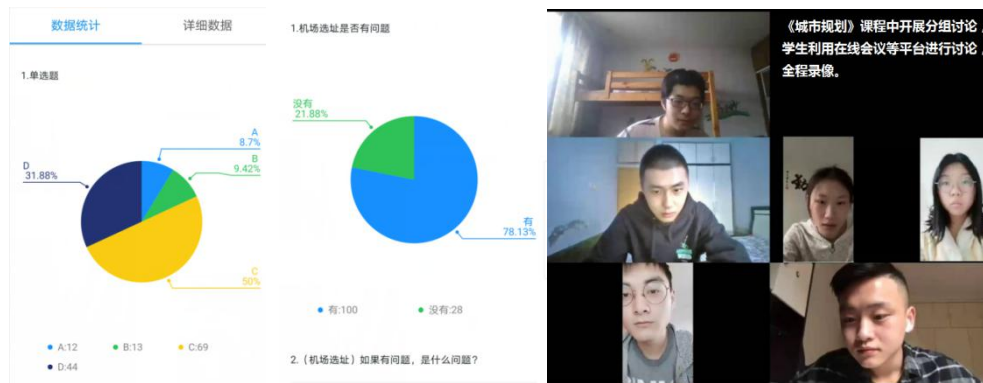 数据统计
详细数据
1.单选题
A
8.7%
B
9.42%
D
31.88%
C
50%
A:12
B:13
C:69
D:44
1.机场选址是否有问题
没有
21.88%
有
78.13%
有:100
没有:28
2.（机场选址）如果有问题，是什么问题?
《城市规划》课程中开展分组讨论，
学生利用在线会议等平台进行讨论，
全程录像。
勤